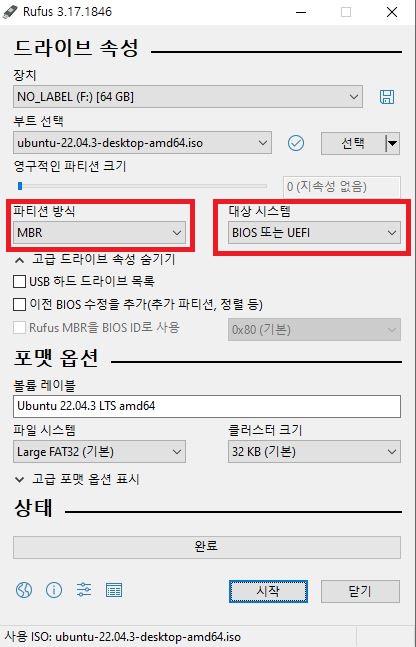 Rufus 3.17.1846
드라이브 속성
장치
NO_LABEL (F:) [64 GB]
부트 선택
ubuntu-22.04.3-desktop-amd64.iso
선택
영구적인 파티션 크기
0 (지속성 없음)
파티션 방식
대상 시스템
MBR
BIOS 또는 UEFI
고급 드라이브 속성 숨기기
USB 하드 드라이브 목록
이전 BIOS 수정을 추가(추가 파티션, 정렬 등)
Rufus MBR을 BIOS ID로 사용
0x80 (기본)
포맷 옵션
볼륨 레이블
Ubuntu 22.04.3 LTS amd64
파일 시스템
클러스터 크기
Large FAT32 (기본)
32 KB (기본)
고급 포맷 옵션 표시
상태
완료
시작
닫기
사용 ISO: ubuntu-22.04.3-desktop-amd64.iso